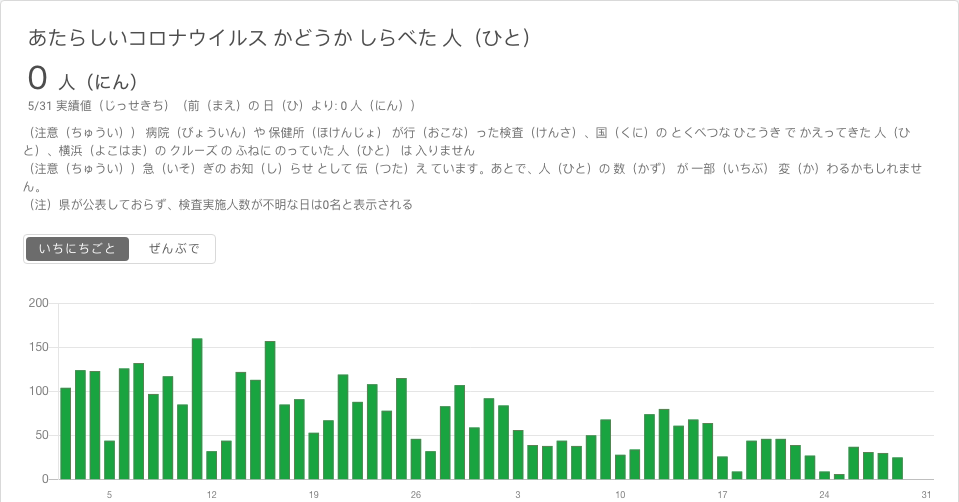 あたらしいコロナウイルス かどうか しらべた 人（ひと）
0 人（にん）
5/31 実績値（じっせきち）（前（まえ）の 日（ひ）より: 0 人（にん））
（注意（ちゅうい）） 病院（びょういん）や 保健所（ほけんじょ） が行（おこな）った検査（けんさ）、国（くに）の とくべつな ひこうき で かえってきた 人（ひ
と）、横浜（よこはま）の クルーズ の ふねに のっていた 人（ひと） は 入りません
（注意（ちゅうい））急（いそ）ぎの お知（し）らせ として 伝（つた）え ています。あとで、人（ひと）の 数（かず） が 一部（いちぶ） 変（か）わるかもしれませ
ん。
（注）県が公表しておらず、検査実施人数が不明な日は0名と表示される
いちにちごと ぜんぶで
200
150
100
50
0
5 12 19 26 3 10 17 24 31